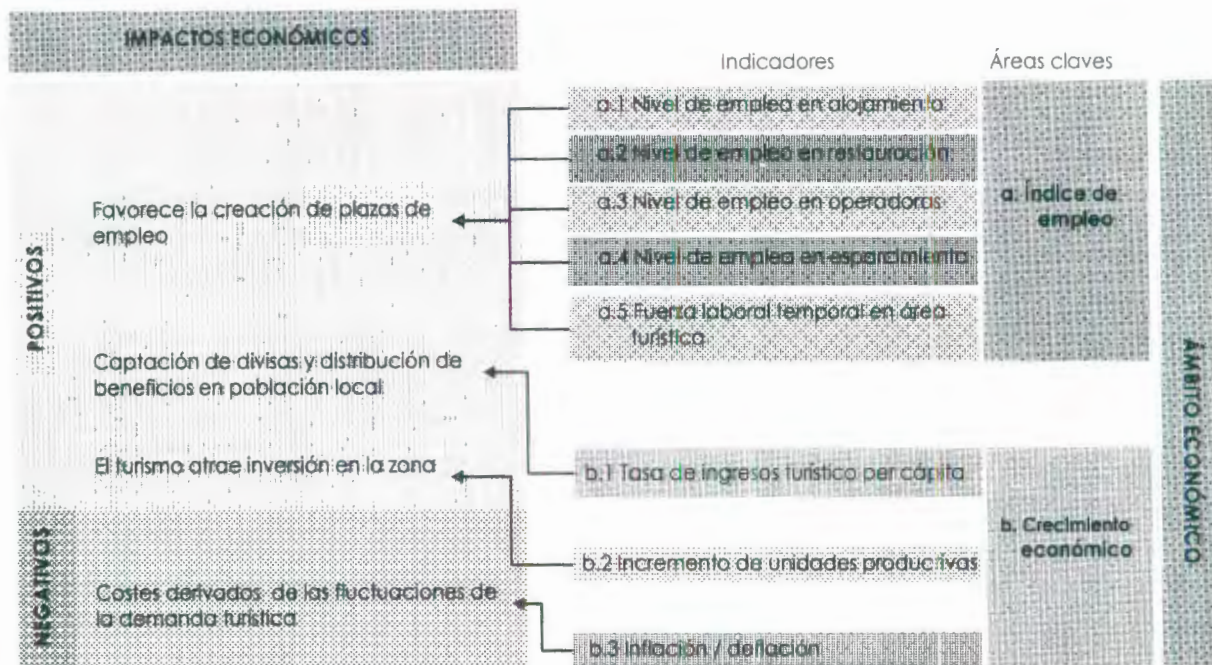 IMPACTOS ECONÓMICOS
Indicadores
Áreas claves
POSITIVOS
Favorece la creación de plazas de
empleo
Captación de divisas y distribución de
beneficios en población local
El turismo atrae inversión en la zona
NEGATIVOS
Costes derivados de las fluctuaciones de
la demanda turística
a.1 Nivel de empleo en alojamiento
a.2 Nivel de empleo en restauración
a.3 Nivel de empleo en operadoras
a.4 Nivel de empleo en esparcimiento
a.5 Fuerza laboral temporal en área
turística
b.1 Tasa de ingresos turístico per cápita
b.2 Incremento de unidades productivas
b.3 Inflación / deflación
a. Índice de
empleo
b. Crecimiento
económico
ÁMBITO ECONÓMICO